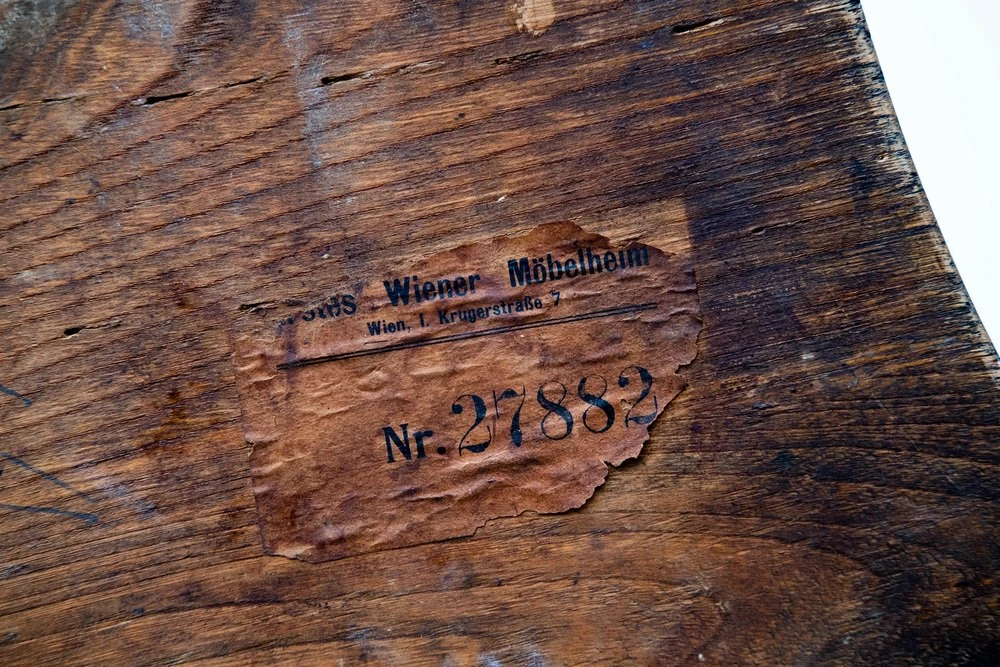 Wiener Möbelheim
Wien, I. Krugerstraße 7
Nr. 27882